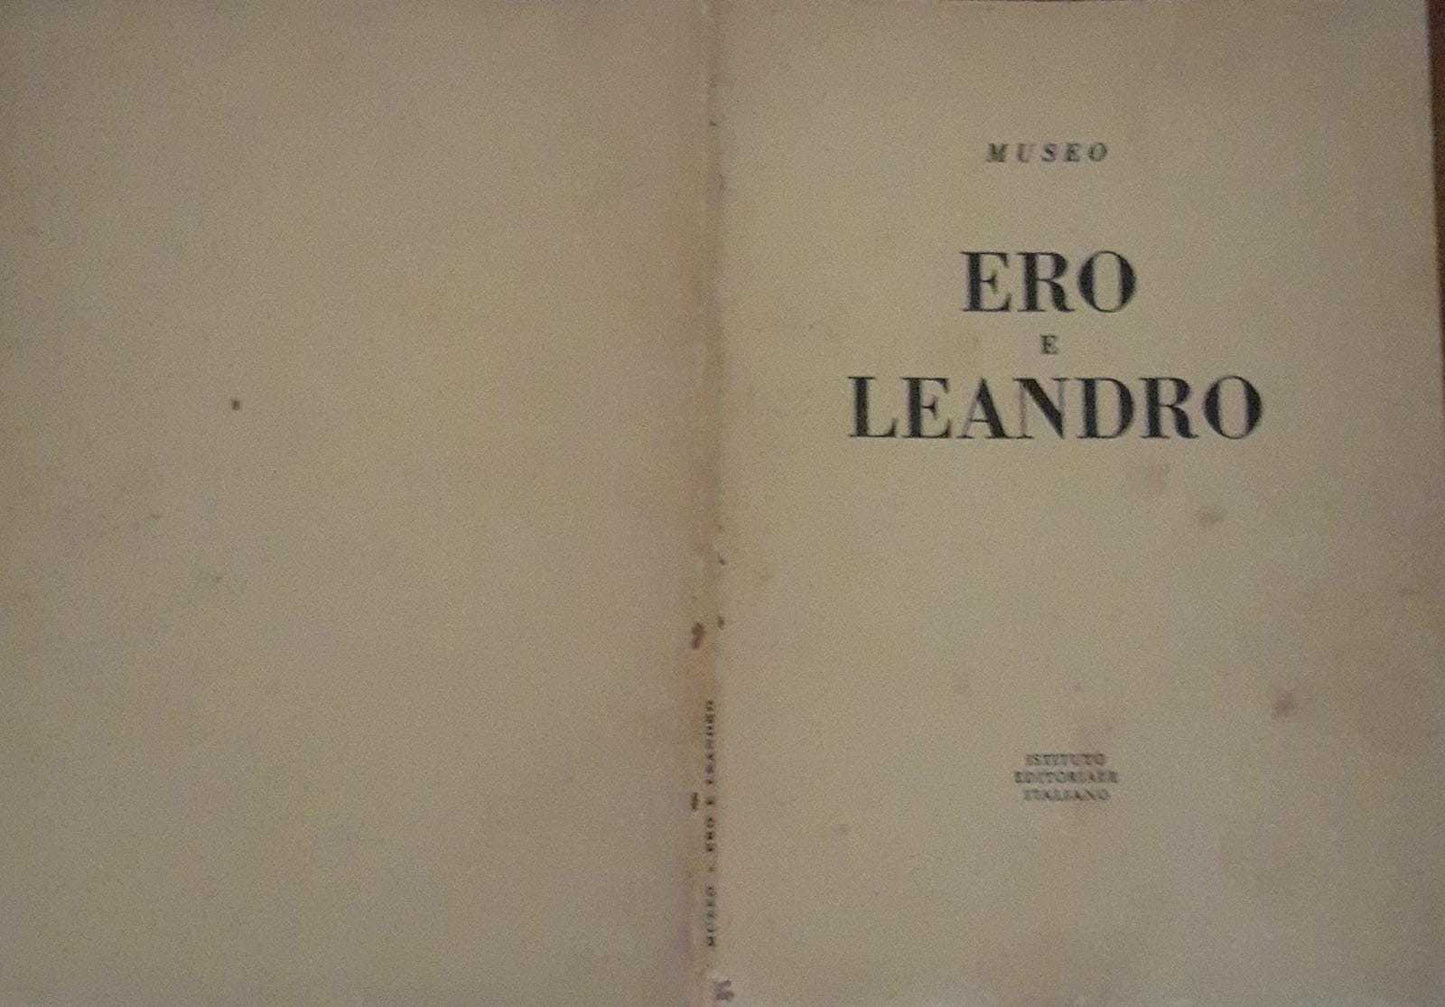 MUSEO
ERO
E
LEANDRO
ISTITUTO
EDITORIALE
ITALIANO
MUSEO - ERO E LEANDRO